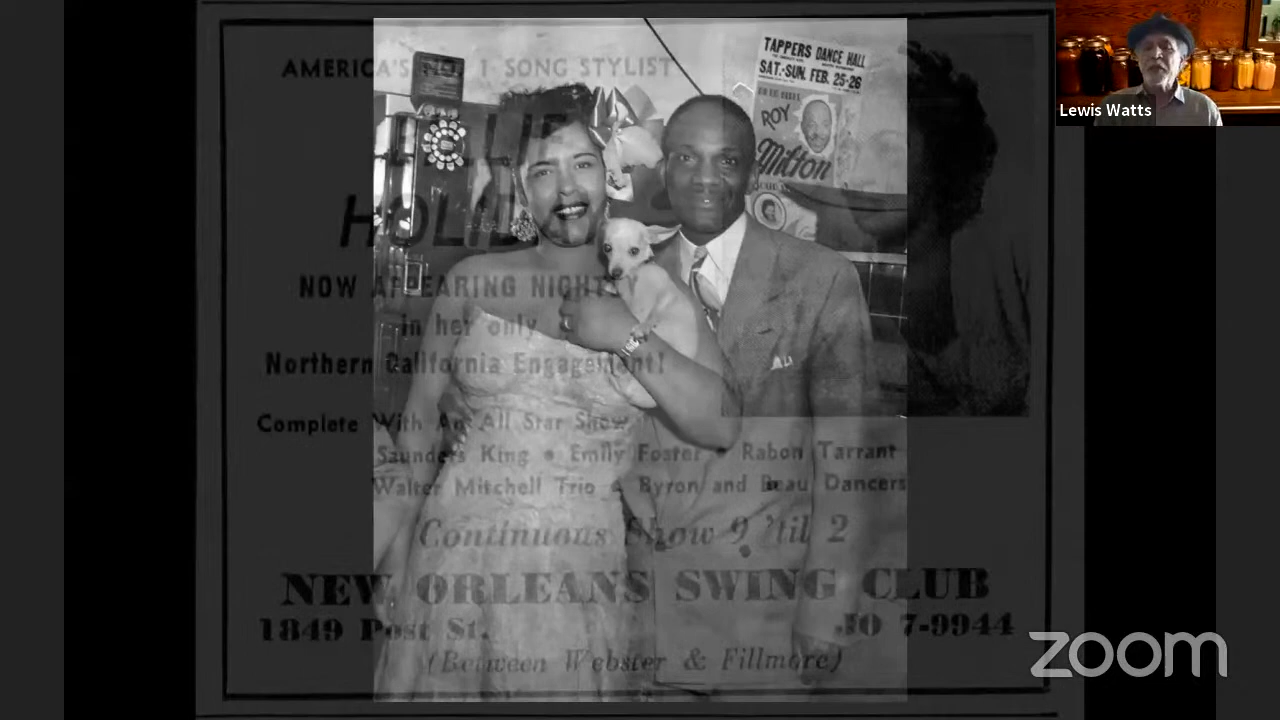 AMERICA'S NO. 1 SONG STYLIST
BILLIE
HOLIDAY
NOW APPEARING NIGHTLY
in her only
Northern California Engagement!
Complete With An All Star Show
Saunders King • Emily Foster • Rabon Tarrant
Walter Mitchell Trio • Byron and Beau Dancers
Continuous Show 9 'til 2
NEW ORLEANS SWING CLUB
1849 Post St. JO 7-9944
(Between Webster & Fillmore)
TAPPERS DANCE HALL
SAT.-SUN. FEB. 25-26
ROY
Milton
Lewis Watts
zoom